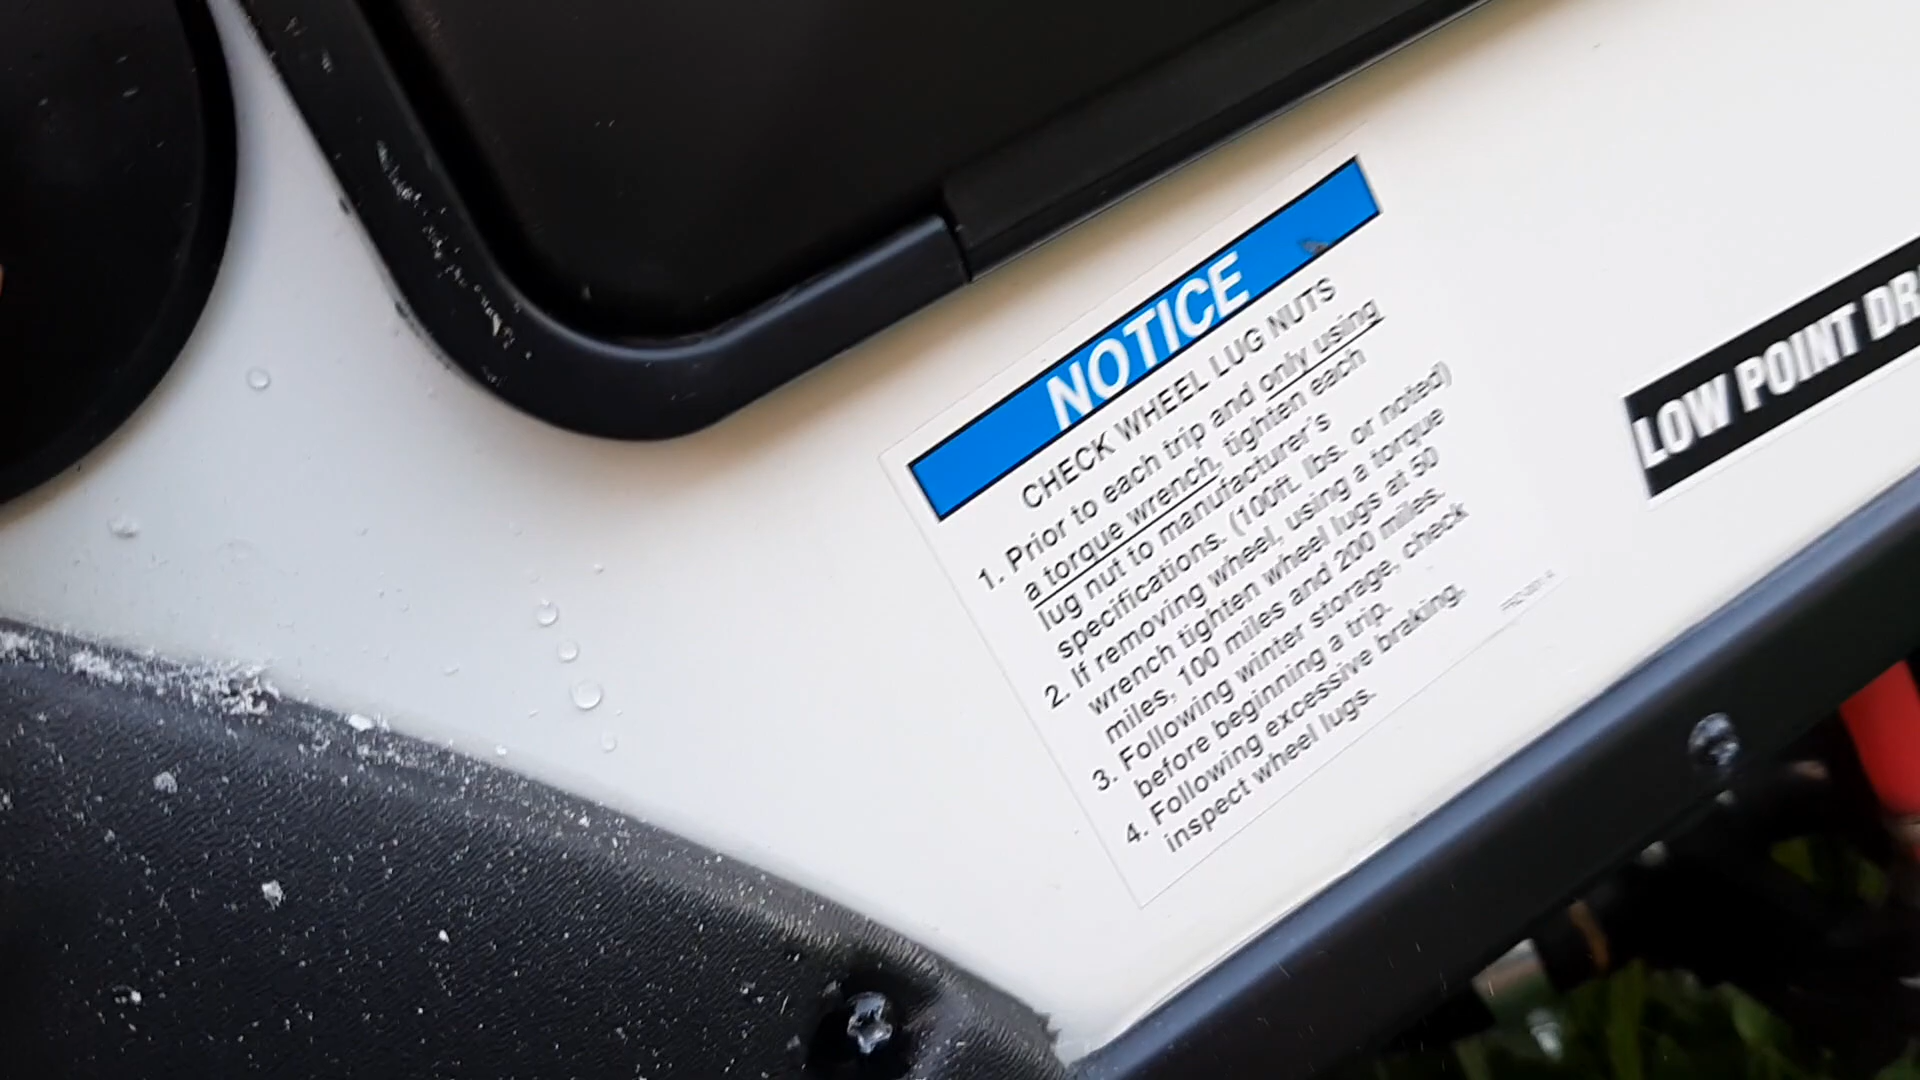 NOTICE
CHECK WHEEL LUG NUTS
1. Prior to each trip and only using
a torque wrench, tighten each
lug nut to manufacturer's
specifications. (100ft. lbs. or noted)
2. If removing wheel, using a torque
wrench tighten wheel lugs at 50
miles, 100 miles and 200 miles.
3. Following winter storage, check
before beginning a trip.
4. Following excessive braking,
inspect wheel lugs.
LOW POINT DR